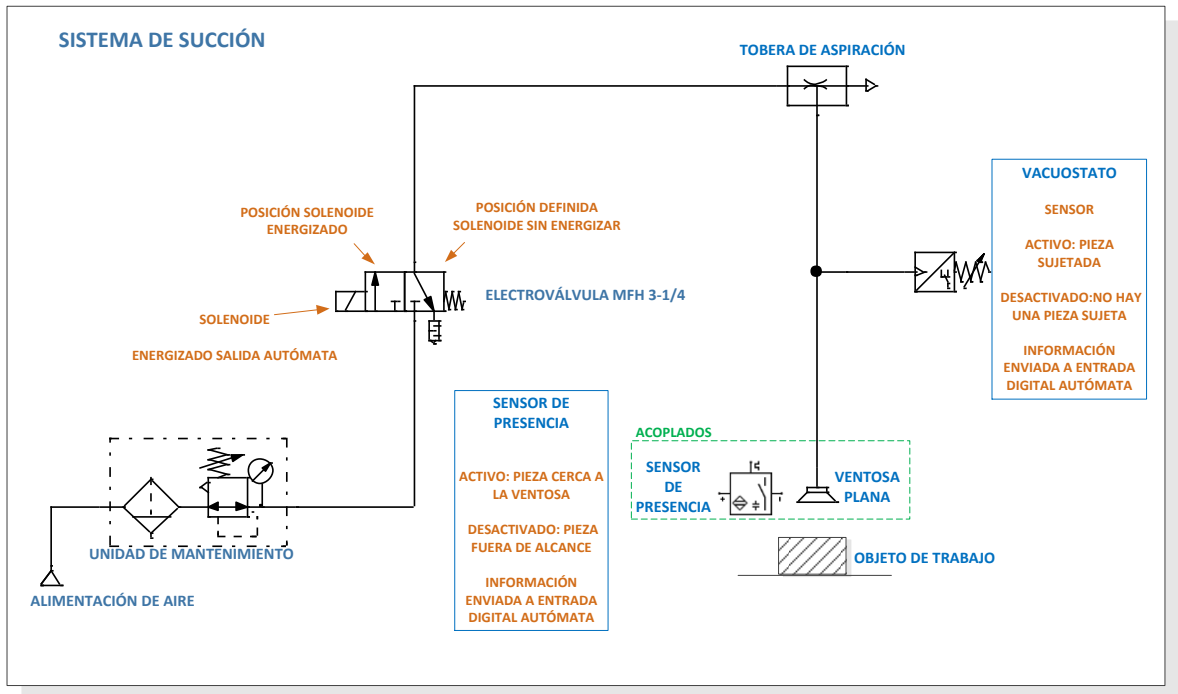 SISTEMA DE SUCCIÓN
TOBERA DE ASPIRACIÓN
VACUOSTATO
SENSOR
ACTIVO: PIEZA
SUJETADA
DESACTIVADO:NO HAY
UNA PIEZA SUJETA
INFORMACIÓN
ENVIADA A ENTRADA
DIGITAL AUTÓMATA
POSICIÓN SOLENOIDE
ENERGIZADO
POSICIÓN DEFINIDA
SOLENOIDE SIN ENERGIZAR
ELECTROVÁLVULA MFH 3-1/4
SOLENOIDE
ENERGIZADO SALIDA AUTÓMATA
SENSOR DE
PRESENCIA
ACTIVO: PIEZA CERCA A
LA VENTOSA
DESACTIVADO: PIEZA
FUERA DE ALCANCE
INFORMACIÓN
ENVIADA A ENTRADA
DIGITAL AUTÓMATA
ACOPLADOS
SENSOR
DE
PRESENCIA
VENTOSA
PLANA
OBJETO DE TRABAJO
UNIDAD DE MANTENIMIENTO
ALIMENTACIÓN DE AIRE